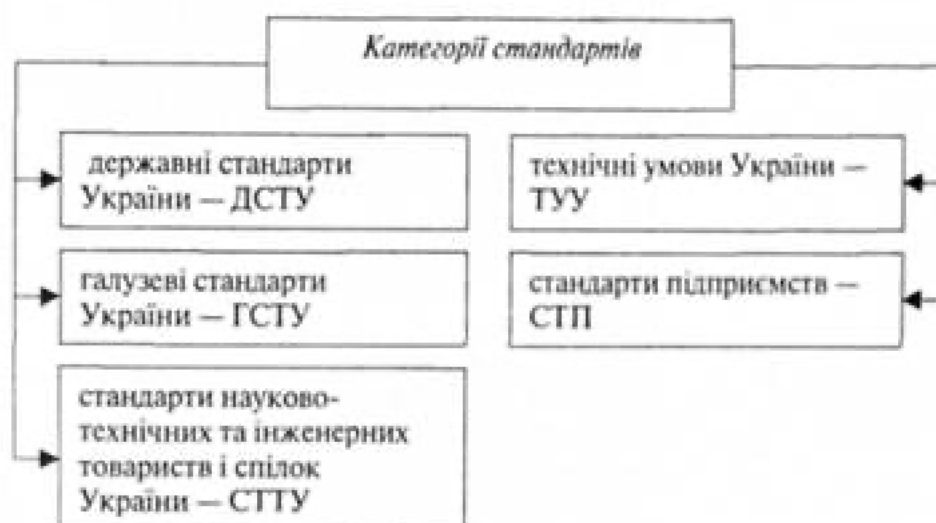 Категорії стандартів
державні стандарти
України — ДСТУ
галузеві стандарти
України — ГСТУ
стандарти науково-
технічних та інженерних
товариств і спілок
України — СТТУ
технічні умови України —
ТУУ
стандарти підприємств —
СТП